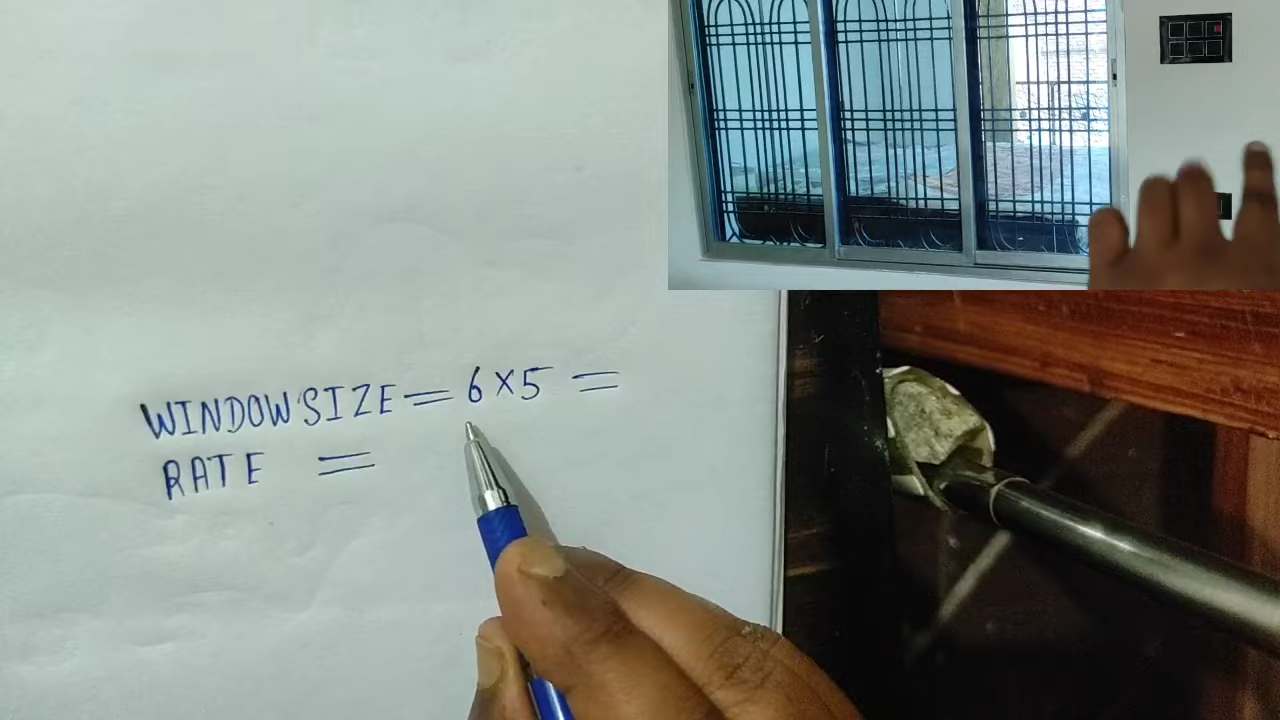 WINDOW SIZE = 6 X 5 =
RATE =